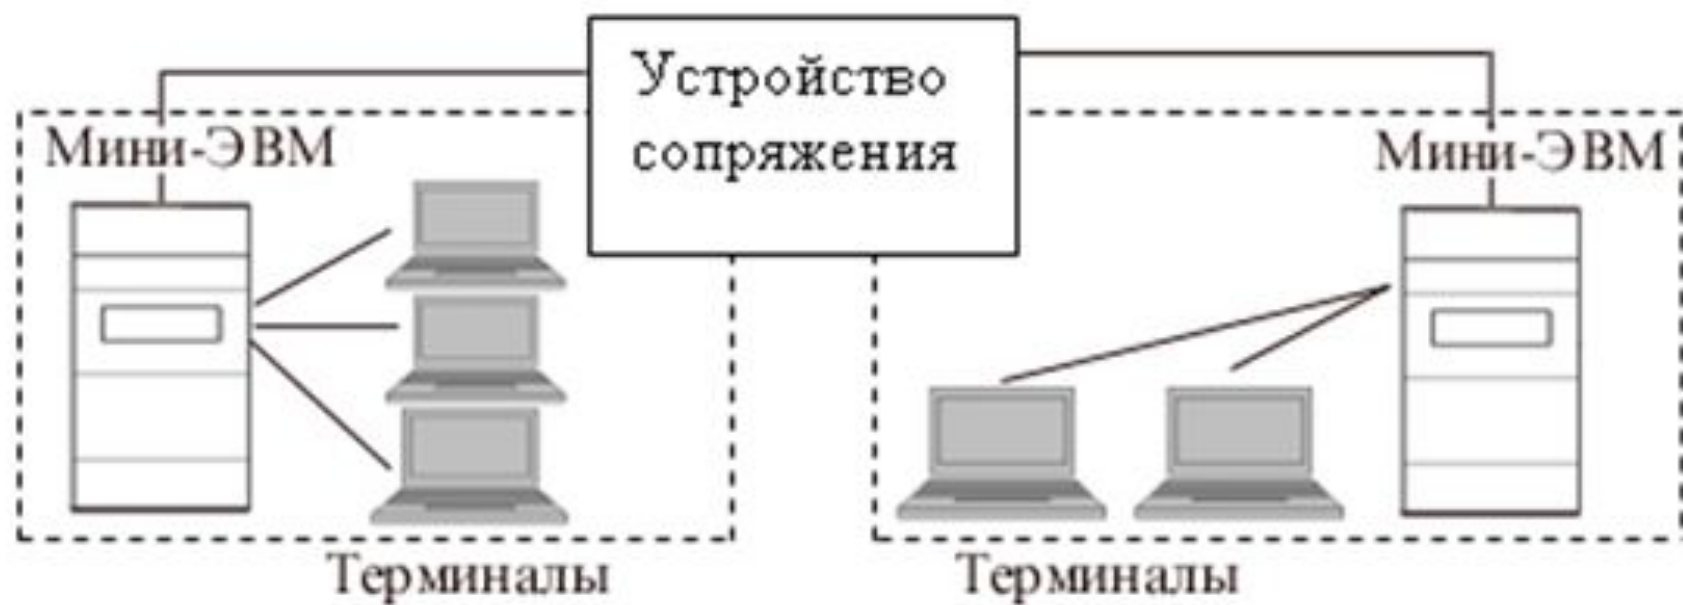 Устройство
сопряжения
Мини-ЭВМ
Мини-ЭВМ
Терминалы
Терминалы